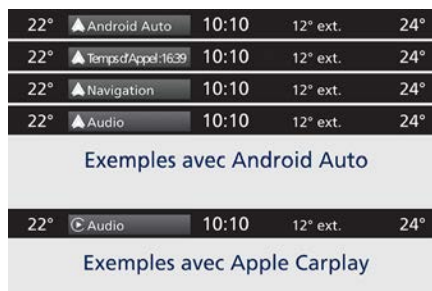 22° Android Auto 10:10 12° ext. 24°
22° Temps d'Appel :16:39 10:10 12° ext. 24°
22° Navigation 10:10 12° ext. 24°
22° Audio 10:10 12° ext. 24°
Exemples avec Android Auto
22° Audio 10:10 12° ext. 24°
Exemples avec Apple Carplay